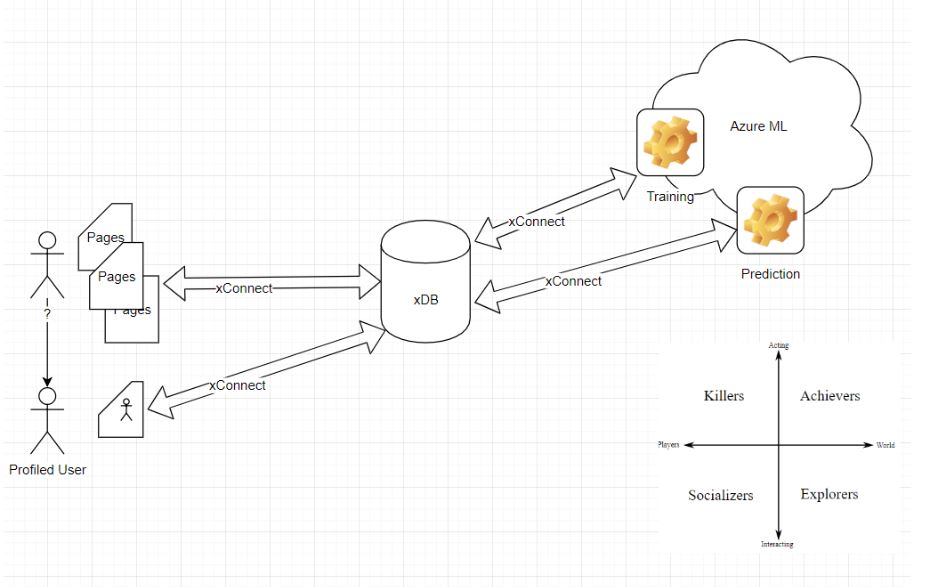 Azure ML
Training
Prediction
xConnect
xConnect
Pages
Pages
Pages
?
xConnect
xDB
xConnect
Profiled User
Acting
Killers
Achievers
Players
World
Socializers
Explorers
Interacting